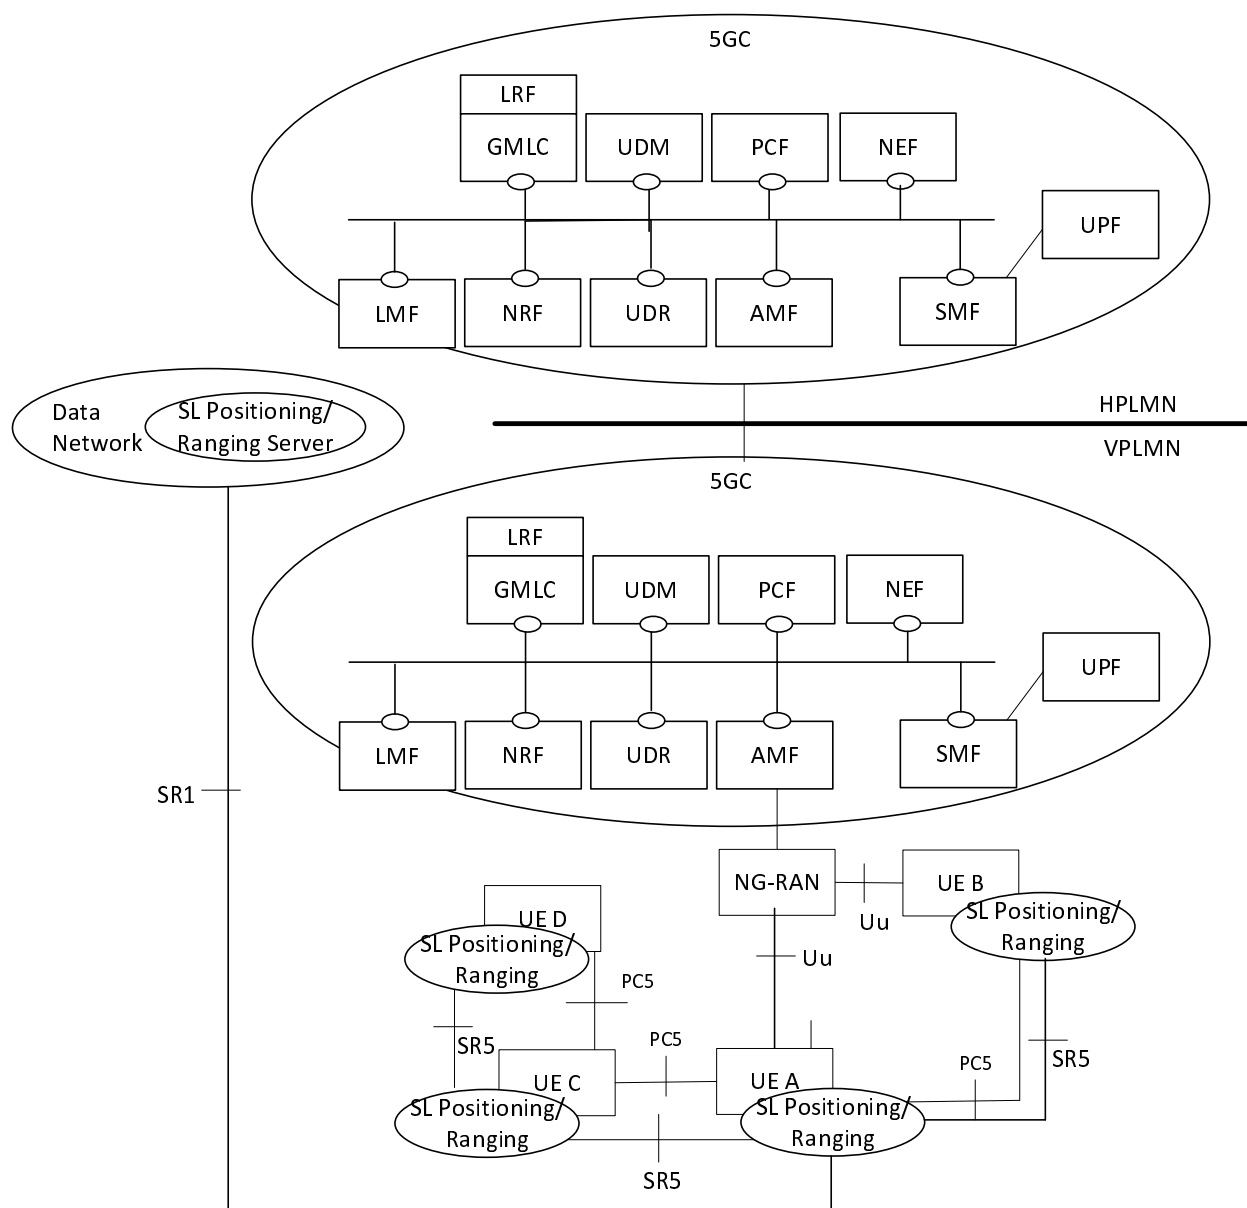 5GC
LRF
GMLC
UDM
PCF
NEF
UPF
LMF
NRF
UDR
AMF
SMF
Data
Network
SL Positioning/
Ranging Server
HPLMN
VPLMN
5GC
LRF
GMLC
UDM
PCF
NEF
UPF
LMF
NRF
UDR
AMF
SMF
SR1
NG-RAN
Uu
UE B
SL Positioning/
Ranging
UE D
SL Positioning/
Ranging
Uu
PC5
SR5
PC5
SR5
PC5
UE C
UE A
SL Positioning/
Ranging
SL Positioning/
Ranging
SR5